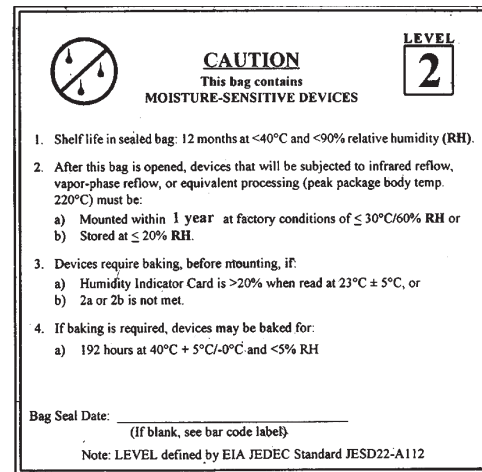 LEVEL
2
CAUTION
This bag contains
MOISTURE-SENSITIVE DEVICES
1. Shelf life in sealed bag: 12 months at <40°C and <90% relative humidity (RH).
2. After this bag is opened, devices that will be subjected to infrared reflow,
vapor-phase reflow, or equivalent processing (peak package body temp.
220°C) must be:
a) Mounted within 1 year at factory conditions of ≤ 30°C/60% RH or
b) Stored at ≤ 20% RH.
3. Devices require baking, before mounting, if:
a) Humidity Indicator Card is >20% when read at 23°C ± 5°C, or
b) 2a or 2b is not met.
4. If baking is required, devices may be baked for:
a) 192 hours at 40°C + 5°C/-0°C and <5% RH
Bag Seal Date:
(If blank, see bar code label)
Note: LEVEL defined by EIA JEDEC Standard JESD22-A112